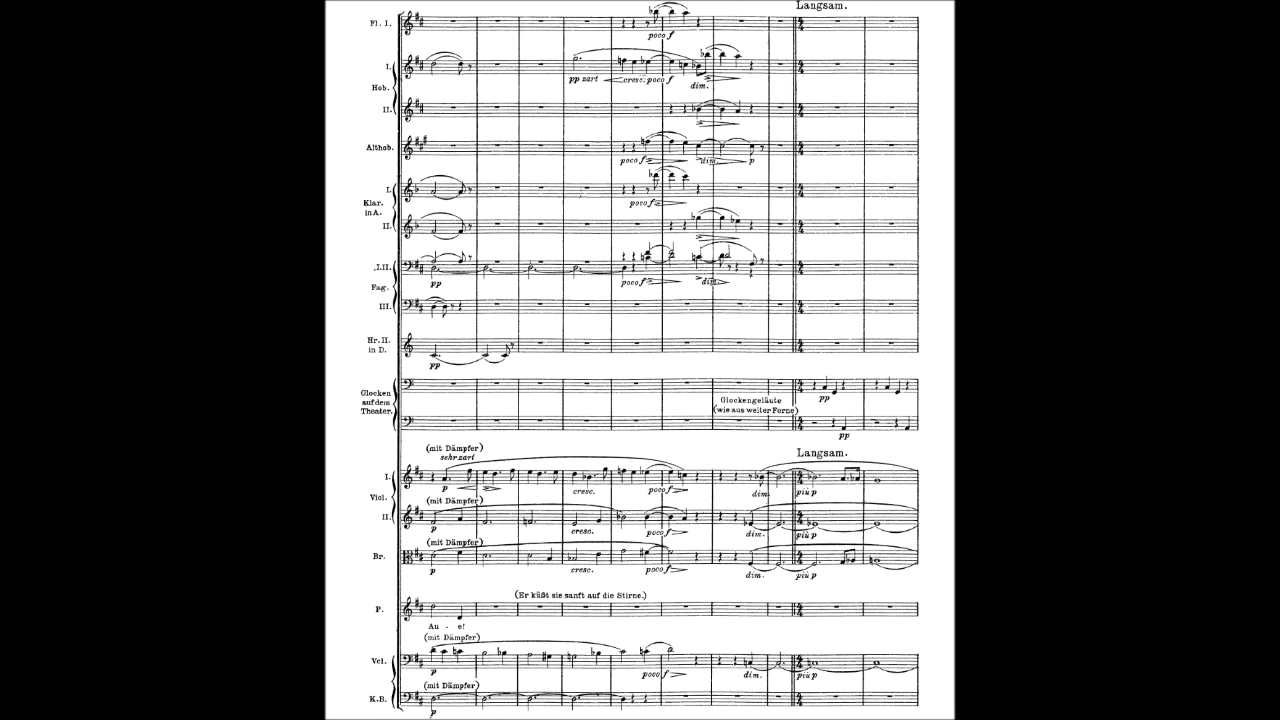 Langsam.
Fl. I.
poco f
I.
Hob.
pp zart
cresc. poco f
dim.
II.
Althob.
poco f
dim.
p
I.
Klar.
in A.
poco f
II.
I.II.
Fag.
pp
poco f
dim.
III.
Hr. II.
in D.
pp
Glocken
auf dem
Theater.
Glockengeläute
(wie aus weiter Ferne)
pp
pp
(mit Dämpfer)
sehr zart
Langsam.
I.
Viol.
p
cresc.
poco f
dim.
più p
(mit Dämpfer)
II.
p
cresc.
poco f
dim.
più p
(mit Dämpfer)
Br.
p
cresc.
poco f
dim.
più p
(Er küßt sie sanft auf die Stirne.)
P.
Au - e!
(mit Dämpfer)
Vcl.
p
poco f
dim.
più p
(mit Dämpfer)
K.B.
p